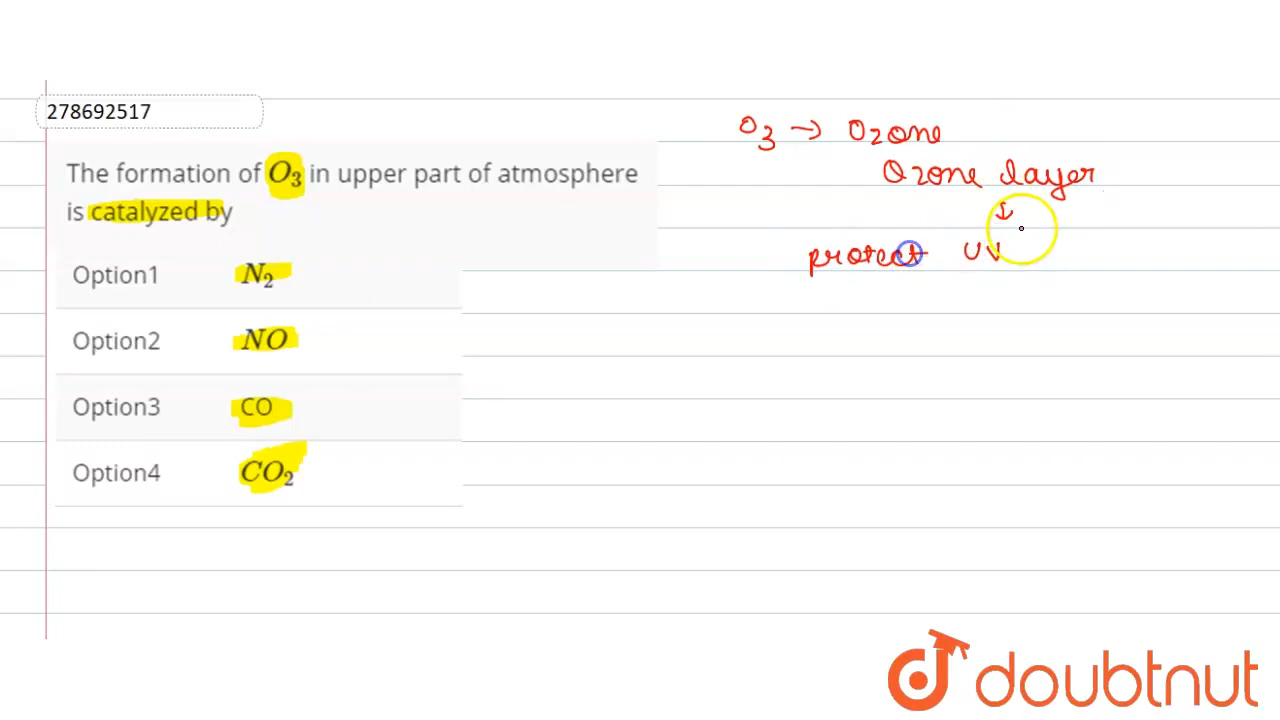 278692517
The formation of O₃ in upper part of atmosphere
is catalyzed by
Option1 N₂
Option2 NO
Option3 CO
Option4 CO₂
O₃ → Ozone
Ozone layer
↓
protect UV
doubtnut